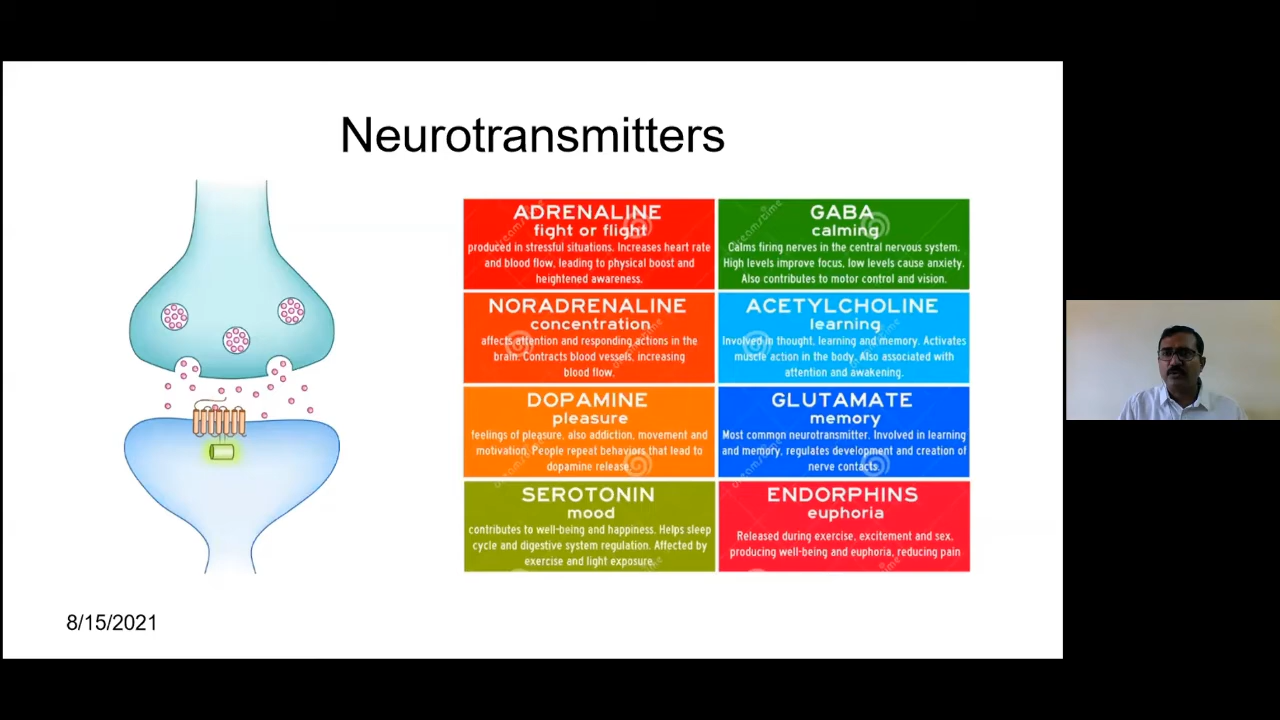 Neurotransmitters
ADRENALINE
fight or flight
produced in stressful situations. Increases heart rate
and blood flow, leading to physical boost and
heightened awareness.
GABA
calming
Calms firing nerves in the central nervous system.
High levels improve focus, low levels cause anxiety.
Also contributes to motor control and vision.
NORADRENALINE
concentration
affects attention and responding actions in the
brain. Contracts blood vessels, increasing
blood flow.
ACETYLCHOLINE
learning
Involved in thought, learning and memory. Activates
muscle action in the body. Also associated with
attention and awakening.
DOPAMINE
pleasure
feelings of pleasure, also addiction, movement and
motivation. People repeat behaviors that lead to
dopamine release.
GLUTAMATE
memory
Most common neurotransmitter. Involved in learning
and memory, regulates development and creation of
nerve contacts.
SEROTONIN
mood
contributes to well-being and happiness. Helps sleep
cycle and digestive system regulation. Affected by
exercise and light exposure.
ENDORPHINS
euphoria
Released during exercise, excitement and sex,
producing well-being and euphoria, reducing pain
8/15/2021